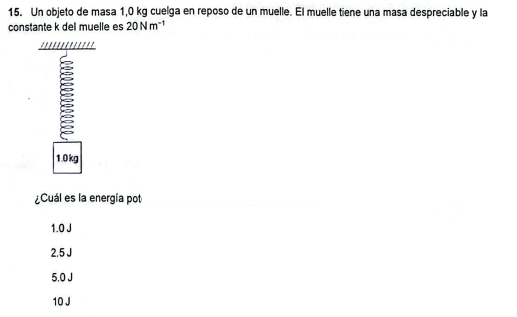 15. Un objeto de masa 1,0 kg cuelga en reposo de un muelle. El muelle tiene una masa despreciable y la
constante k del muelle es 20 N m⁻¹
1.0 kg
¿Cuál es la energía pot
1.0 J
2.5 J
5.0 J
10 J